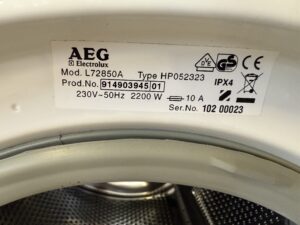 AEG
Electrolux
Mod. L72850A Type HP052323
Prod.No. 914903945 01
230V~50Hz 2200 W 10 A
IPX4
Ser.No. 102 00023